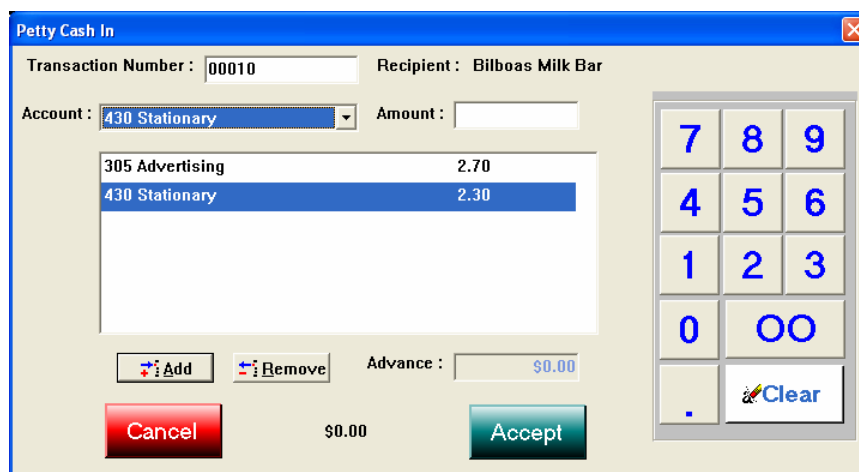 Petty Cash In
Transaction Number : 00010 Recipient : Bilboas Milk Bar
Account : 430 Stationary Amount :
305 Advertising 2.70
430 Stationary 2.30
7 8 9
4 5 6
1 2 3
0 OO
. Clear
Add Remove Advance : $0.00
Cancel $0.00 Accept